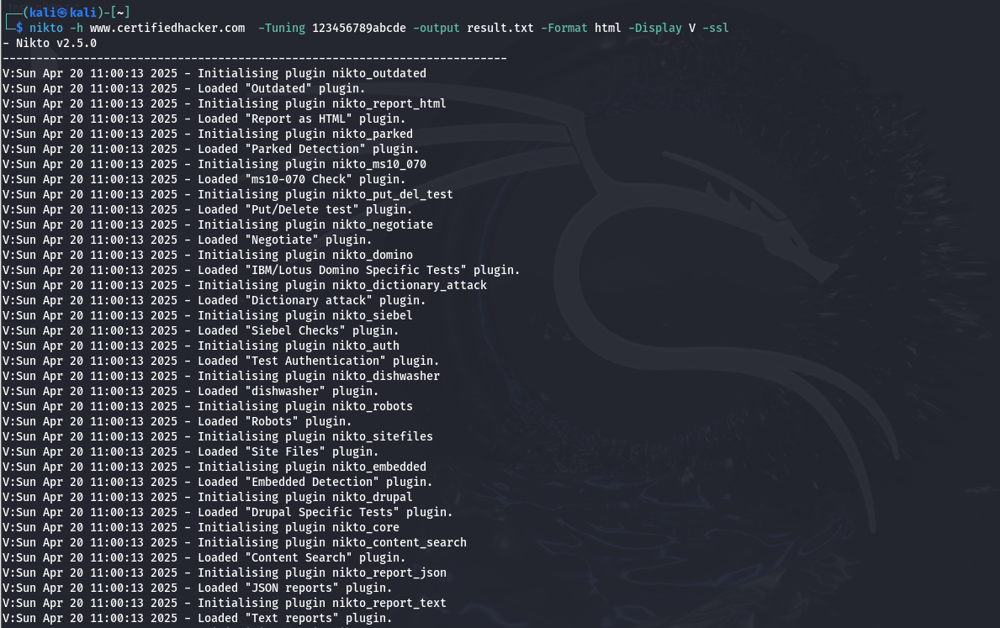 (kali㉿kali)-[~]
$ nikto -h www.certifiedhacker.com  -Tuning 123456789abcde -output result.txt -Format html -Display V -ssl
- Nikto v2.5.0
---------------------------------------------------------------------------
V:Sun Apr 20 11:00:13 2025 - Initialising plugin nikto_outdated
V:Sun Apr 20 11:00:13 2025 - Loaded "Outdated" plugin.
V:Sun Apr 20 11:00:13 2025 - Initialising plugin nikto_report_html
V:Sun Apr 20 11:00:13 2025 - Loaded "Report as HTML" plugin.
V:Sun Apr 20 11:00:13 2025 - Initialising plugin nikto_parked
V:Sun Apr 20 11:00:13 2025 - Loaded "Parked Detection" plugin.
V:Sun Apr 20 11:00:13 2025 - Initialising plugin nikto_ms10_070
V:Sun Apr 20 11:00:13 2025 - Loaded "ms10-070 Check" plugin.
V:Sun Apr 20 11:00:13 2025 - Initialising plugin nikto_put_del_test
V:Sun Apr 20 11:00:13 2025 - Loaded "Put/Delete test" plugin.
V:Sun Apr 20 11:00:13 2025 - Initialising plugin nikto_negotiate
V:Sun Apr 20 11:00:13 2025 - Loaded "Negotiate" plugin.
V:Sun Apr 20 11:00:13 2025 - Initialising plugin nikto_domino
V:Sun Apr 20 11:00:13 2025 - Loaded "IBM/Lotus Domino Specific Tests" plugin.
V:Sun Apr 20 11:00:13 2025 - Initialising plugin nikto_dictionary_attack
V:Sun Apr 20 11:00:13 2025 - Loaded "Dictionary attack" plugin.
V:Sun Apr 20 11:00:13 2025 - Initialising plugin nikto_siebel
V:Sun Apr 20 11:00:13 2025 - Loaded "Siebel Checks" plugin.
V:Sun Apr 20 11:00:13 2025 - Initialising plugin nikto_auth
V:Sun Apr 20 11:00:13 2025 - Loaded "Test Authentication" plugin.
V:Sun Apr 20 11:00:13 2025 - Initialising plugin nikto_dishwasher
V:Sun Apr 20 11:00:13 2025 - Loaded "dishwasher" plugin.
V:Sun Apr 20 11:00:13 2025 - Initialising plugin nikto_robots
V:Sun Apr 20 11:00:13 2025 - Loaded "Robots" plugin.
V:Sun Apr 20 11:00:13 2025 - Initialising plugin nikto_sitefiles
V:Sun Apr 20 11:00:13 2025 - Loaded "Site Files" plugin.
V:Sun Apr 20 11:00:13 2025 - Initialising plugin nikto_embedded
V:Sun Apr 20 11:00:13 2025 - Loaded "Embedded Detection" plugin.
V:Sun Apr 20 11:00:13 2025 - Initialising plugin nikto_drupal
V:Sun Apr 20 11:00:13 2025 - Loaded "Drupal Specific Tests" plugin.
V:Sun Apr 20 11:00:13 2025 - Initialising plugin nikto_core
V:Sun Apr 20 11:00:13 2025 - Initialising plugin nikto_content_search
V:Sun Apr 20 11:00:13 2025 - Loaded "Content Search" plugin.
V:Sun Apr 20 11:00:13 2025 - Initialising plugin nikto_report_json
V:Sun Apr 20 11:00:13 2025 - Loaded "JSON reports" plugin.
V:Sun Apr 20 11:00:13 2025 - Initialising plugin nikto_report_text
V:Sun Apr 20 11:00:13 2025 - Loaded "Text reports" plugin.